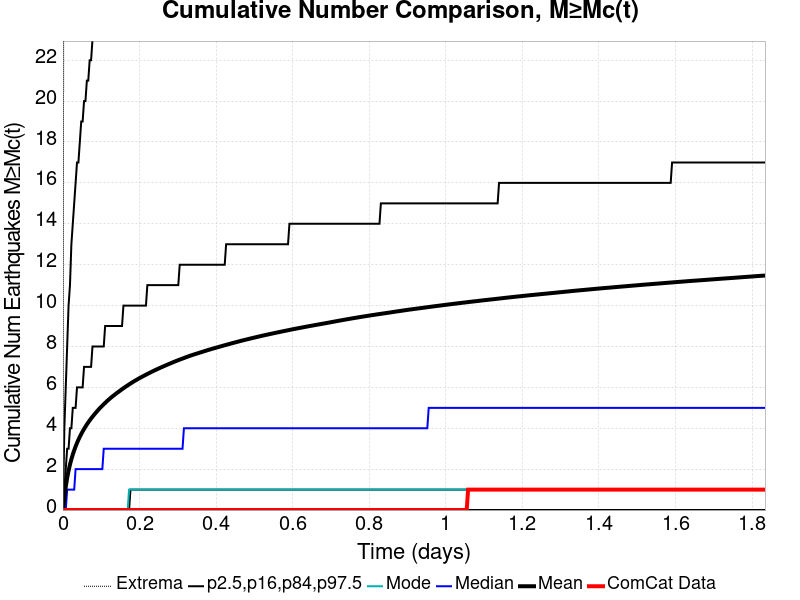 Cumulative Number Comparison, M≥Mc(t)
Cumulative Num Earthquakes M≥Mc(t)
22
20
18
16
14
12
10
8
6
4
2
0
0 0.2 0.4 0.6 0.8 1 1.2 1.4 1.6 1.8
Time (days)
Extrema p2.5,p16,p84,p97.5 Mode Median Mean ComCat Data